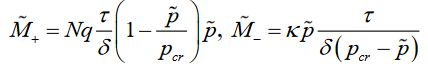 M̃₊ = Nq τ/δ (1 − p̃/p_cr) p̃, M̃₋ = κp̃ τ/(δ(p_cr − p̃))